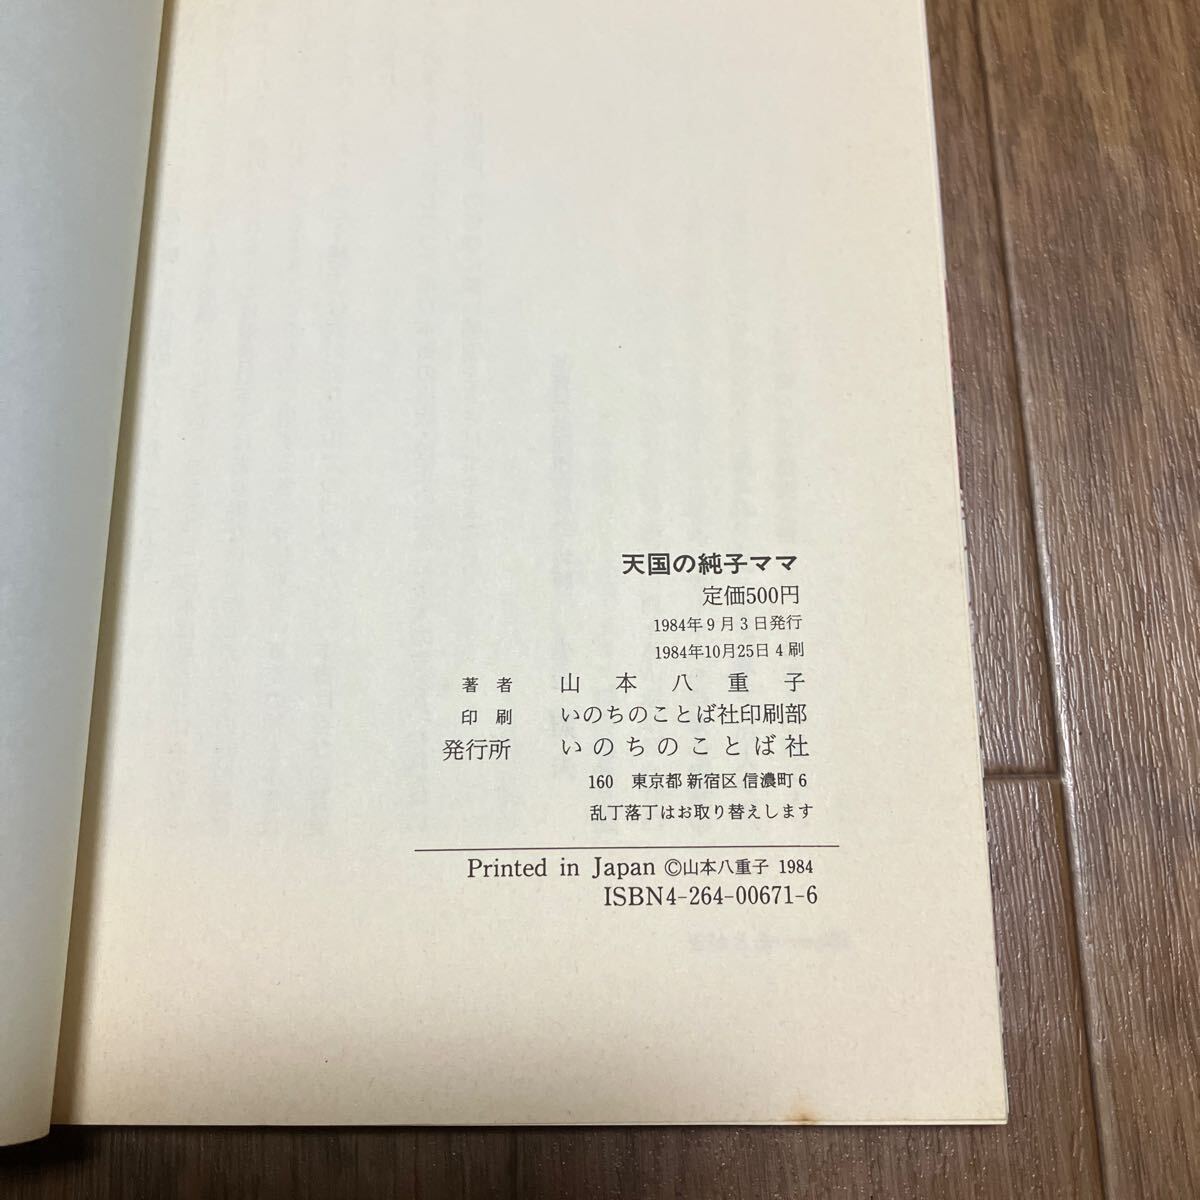 天国の純子ママ
定価500円
1984年9月3日発行
1984年10月25日4刷
著者 山本八重子
印刷 いのちのことば社印刷部
発行所 いのちのことば社
160 東京都新宿区信濃町6
乱丁落丁はお取り替えします
Printed in Japan ©山本八重子 1984
ISBN4-264-00671-6